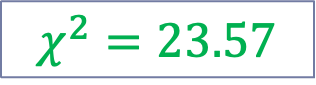 χ² = 23.57